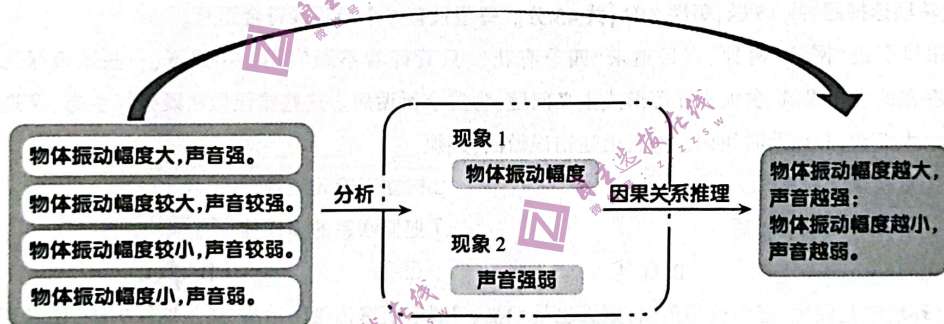 物体振动幅度大,声音强。
物体振动幅度较大,声音较强。
物体振动幅度较小,声音较弱。
物体振动幅度小,声音弱。
分析
现象 1
物体振动幅度
现象 2
声音强弱
因果关系推理
物体振动幅度越大,
声音越强;
物体振动幅度越小,
声音越弱。